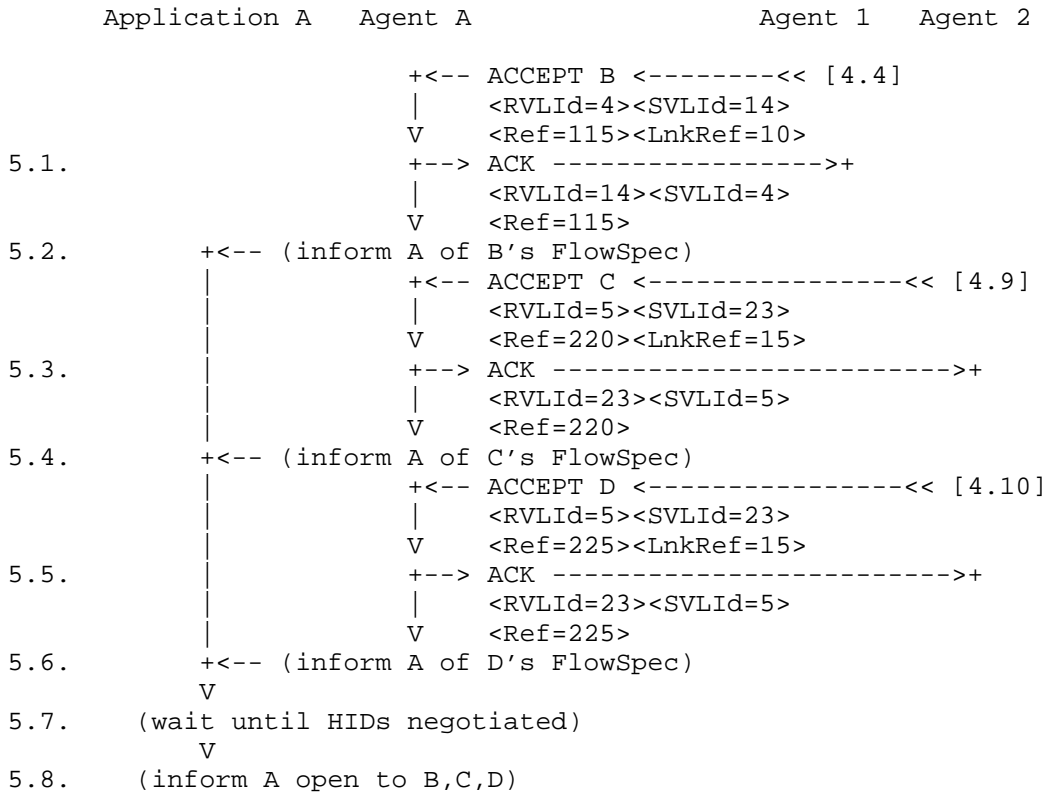 Application A   Agent A                  Agent 1   Agent 2

                         +<-- ACCEPT B <--------<< [4.4]
                         |    <RVLId=4><SVLId=14>
                         V    <Ref=115><LnkRef=10>
5.1.                     +--> ACK ----------------->+
                         |    <RVLId=14><SVLId=4>
                         V    <Ref=115>
5.2.        +<-- (inform A of B's FlowSpec)
            |            +<-- ACCEPT C <----------------<< [4.9]
            |            |    <RVLId=5><SVLId=23>
            |            V    <Ref=220><LnkRef=15>
5.3.        |            +--> ACK ------------------------->+
            |            |    <RVLId=23><SVLId=5>
            |            V    <Ref=220>
5.4.        +<-- (inform A of C's FlowSpec)
            |            +<-- ACCEPT D <----------------<< [4.10]
            |            |    <RVLId=5><SVLId=23>
            |            V    <Ref=225><LnkRef=15>
5.5.        |            +--> ACK ------------------------->+
            |            |    <RVLId=23><SVLId=5>
            |            V    <Ref=225>
5.6.        +<-- (inform A of D's FlowSpec)
            V
5.7.    (wait until HIDs negotiated)
            V
5.8.    (inform A open to B,C,D)